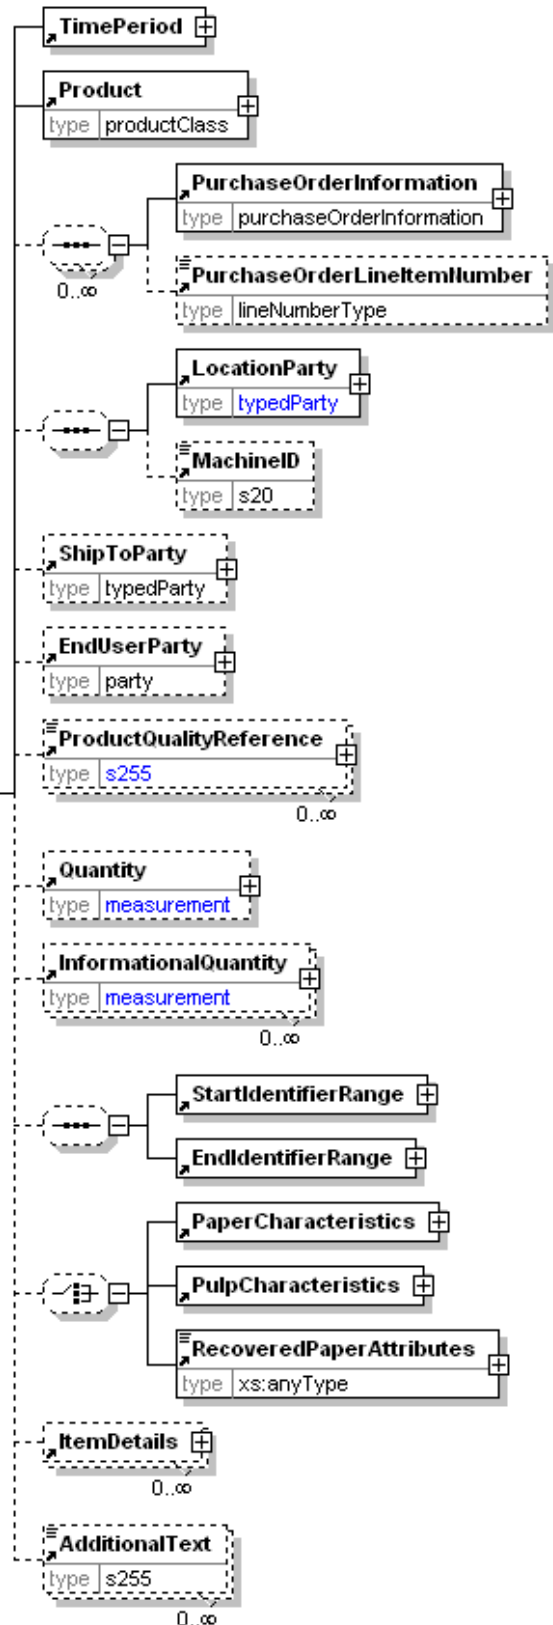 TimePeriod
Product
type productClass
PurchaseOrderInformation
type purchaseOrderInformation
0..∞
PurchaseOrderLineItemNumber
type lineNumberType
LocationParty
type typedParty
MachineID
type s20
ShipToParty
type typedParty
EndUserParty
type party
ProductQualityReference
type s255
0..∞
Quantity
type measurement
InformationalQuantity
type measurement
0..∞
StartIdentifierRange
EndIdentifierRange
PaperCharacteristics
PulpCharacteristics
RecoveredPaperAttributes
type xs:anyType
ItemDetails
0..∞
AdditionalText
type s255
0..∞